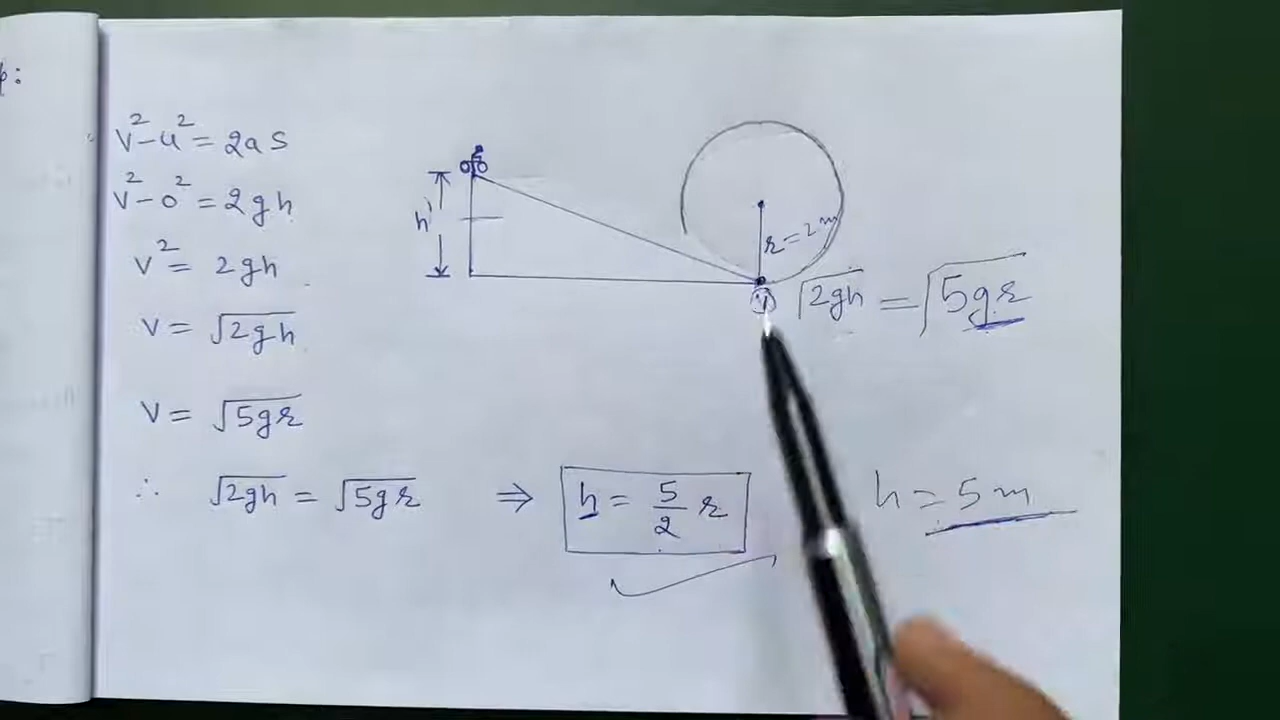 p:
v²-u² = 2as
v²-0² = 2gh
v² = 2gh
v = √2gh
v = √5gr
∴ √2gh = √5gr ⇒ h = 5/2 r
h
r = 2m
v √2gh = √5gr
h = 5m